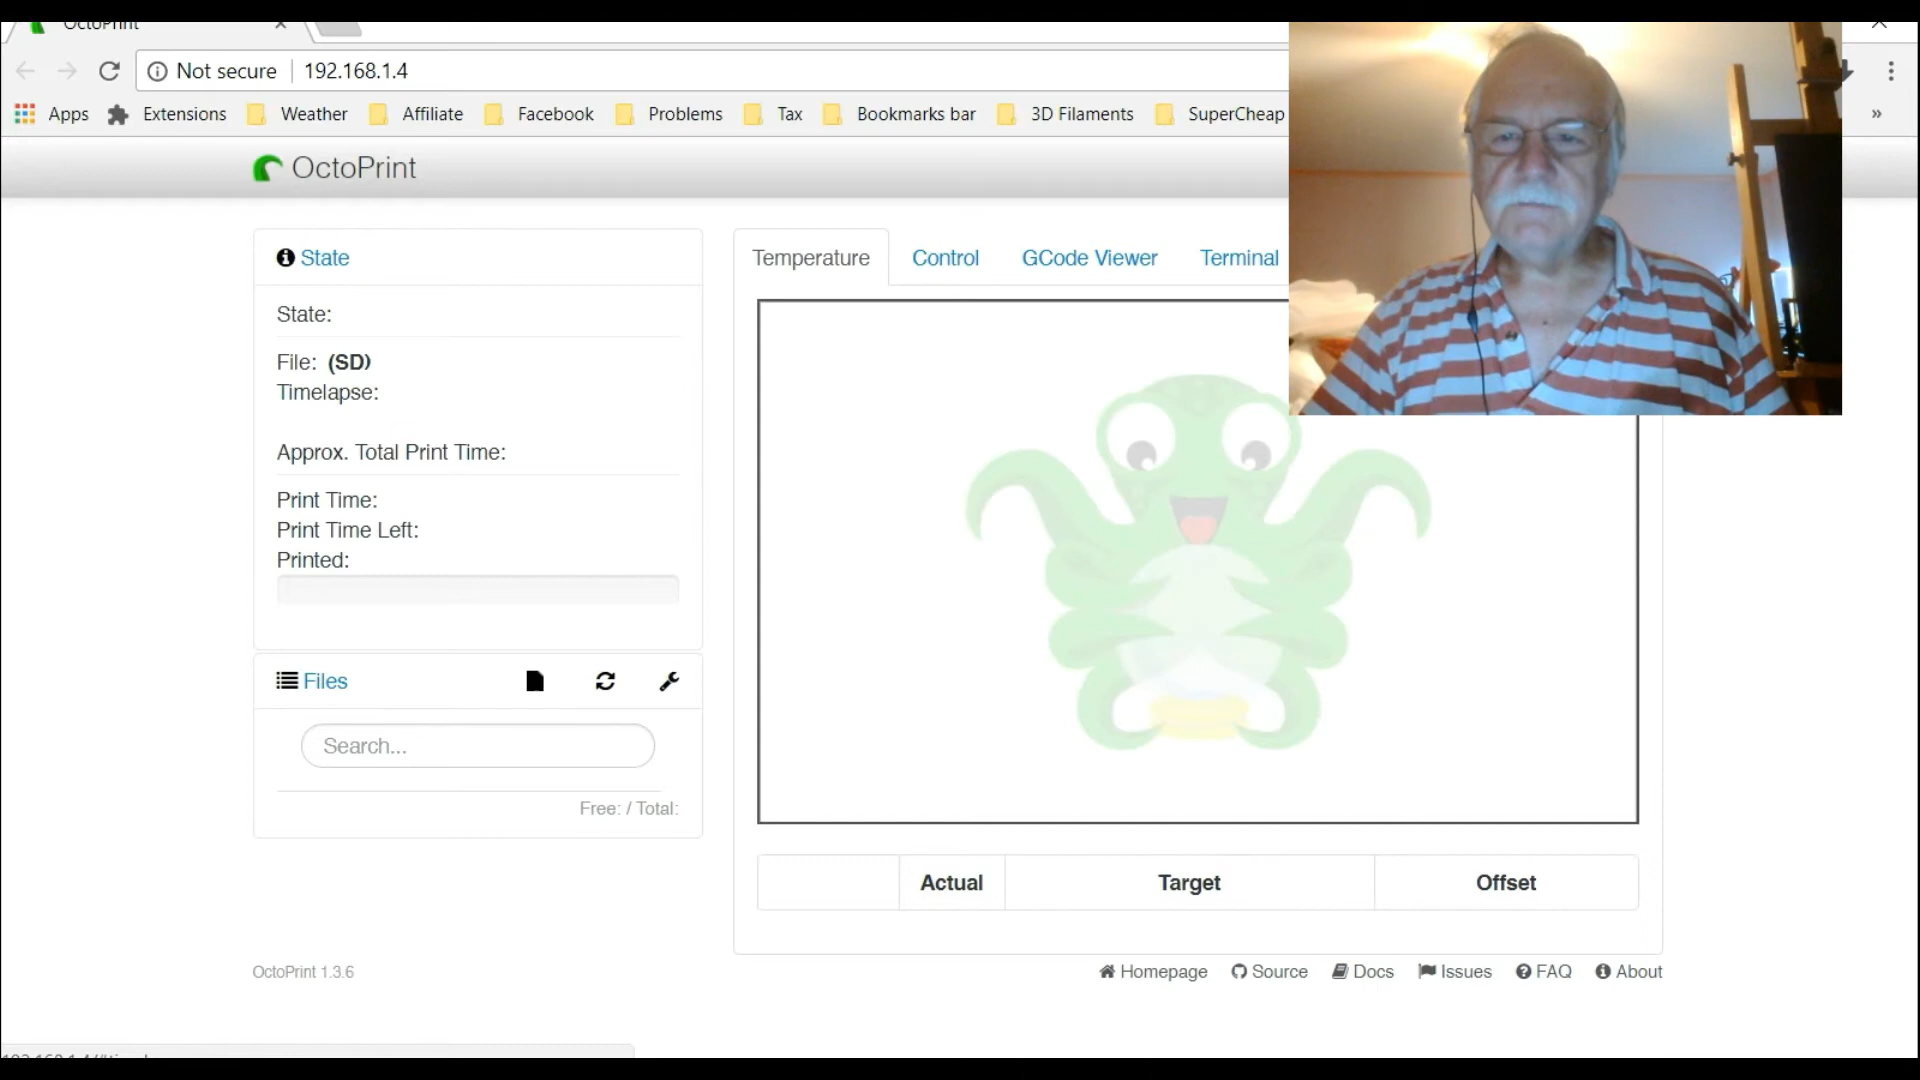 OctoPrint
Not secure 192.168.1.4
Apps Extensions Weather Affiliate Facebook Problems Tax Bookmarks bar 3D Filaments SuperCheap »
OctoPrint
State
State:
File: (SD)
Timelapse:
Approx. Total Print Time:
Print Time:
Print Time Left:
Printed:
Files
Search...
Free: / Total:
Temperature Control GCode Viewer Terminal
Actual Target Offset
OctoPrint 1.3.6
Homepage Source Docs Issues FAQ About